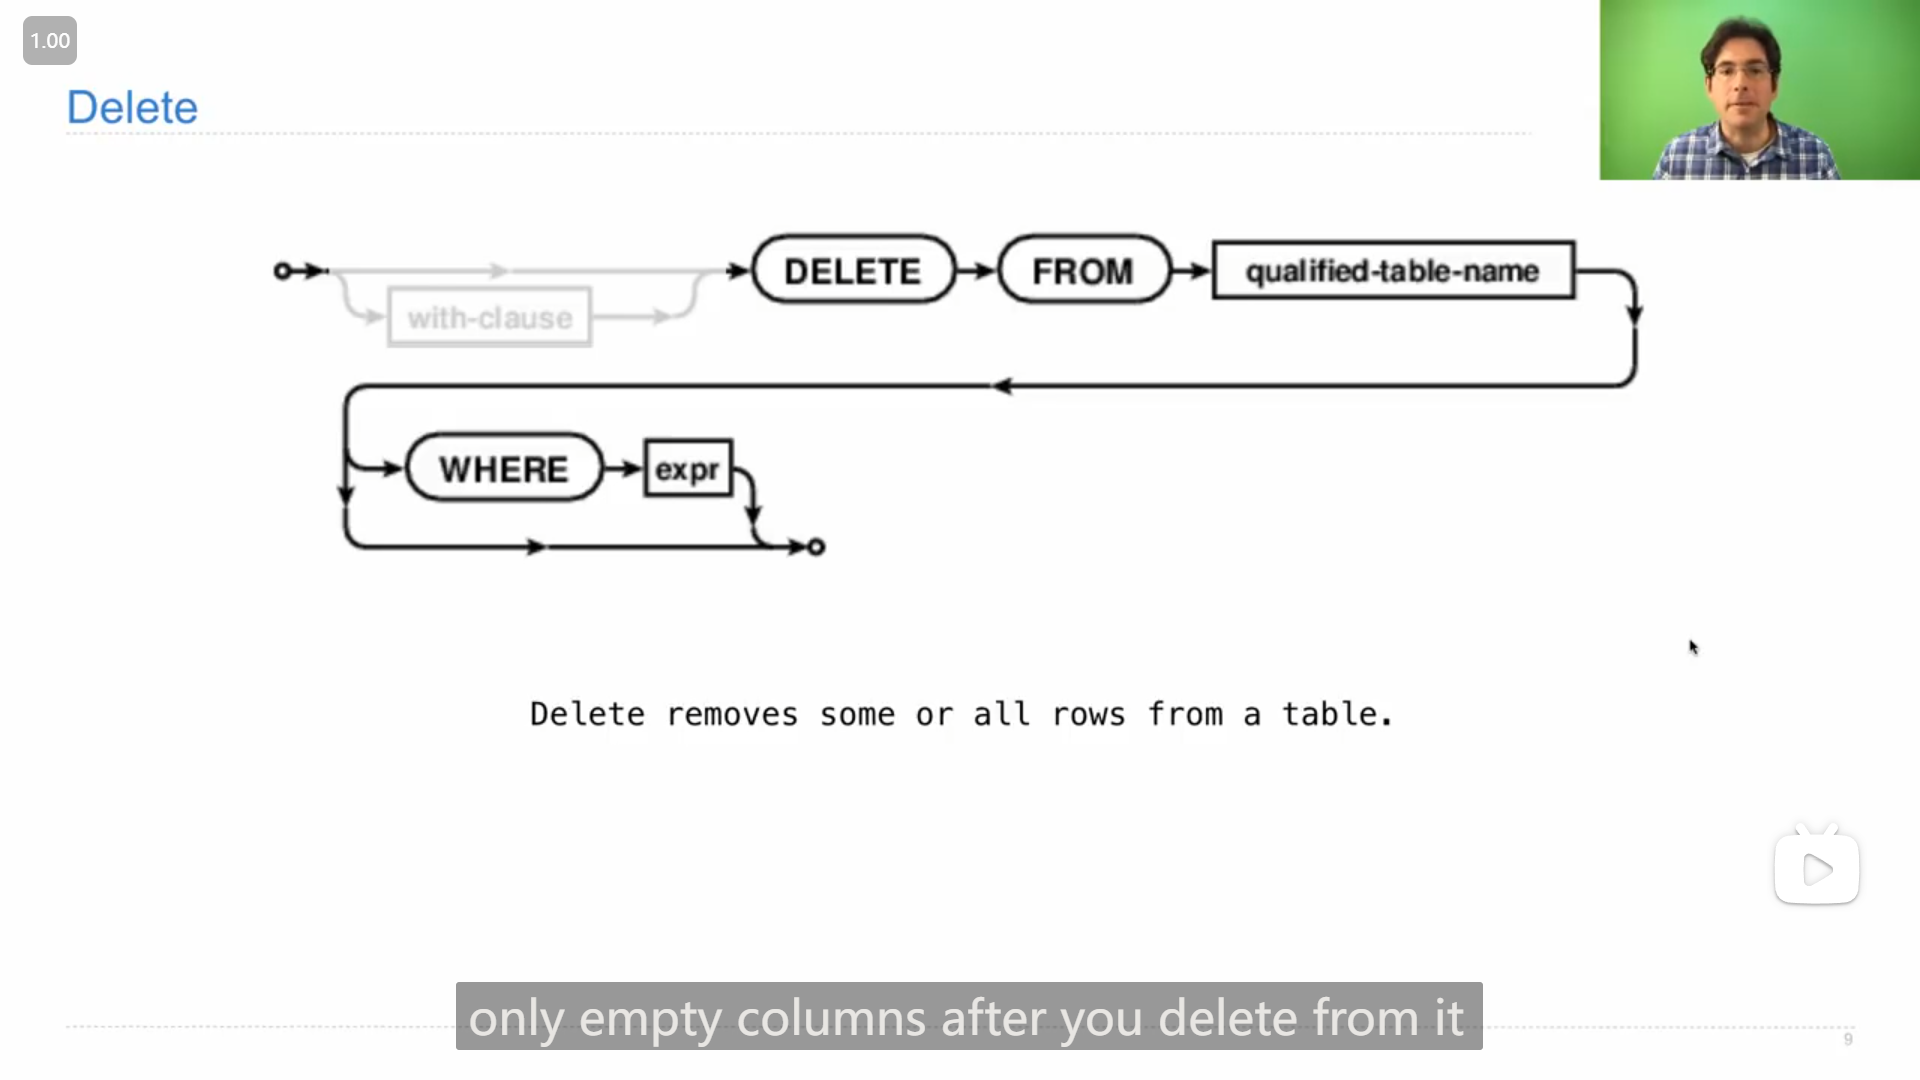 1.00
Delete
DELETE FROM qualified-table-name
with-clause
WHERE expr
Delete removes some or all rows from a table.
only empty columns after you delete from it
9